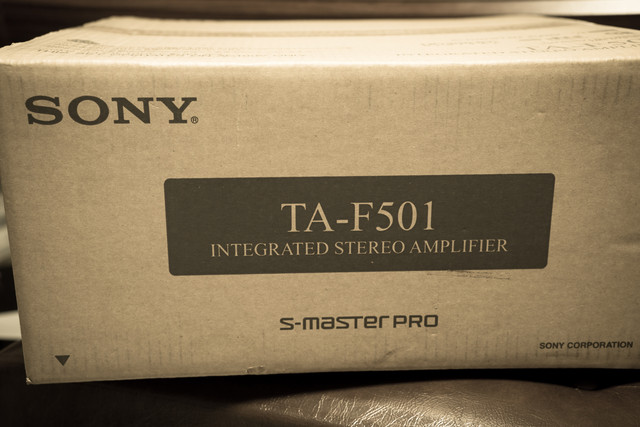 SONY®
TA-F501
INTEGRATED STEREO AMPLIFIER
S-master PRO
SONY CORPORATION